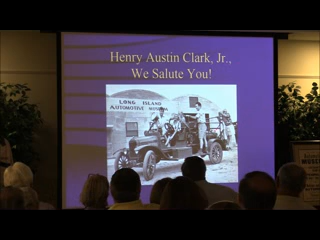 Henry Austin Clark, Jr.,
We Salute You!
LONG ISLAND
AUTOMOTIVE MUSEUM